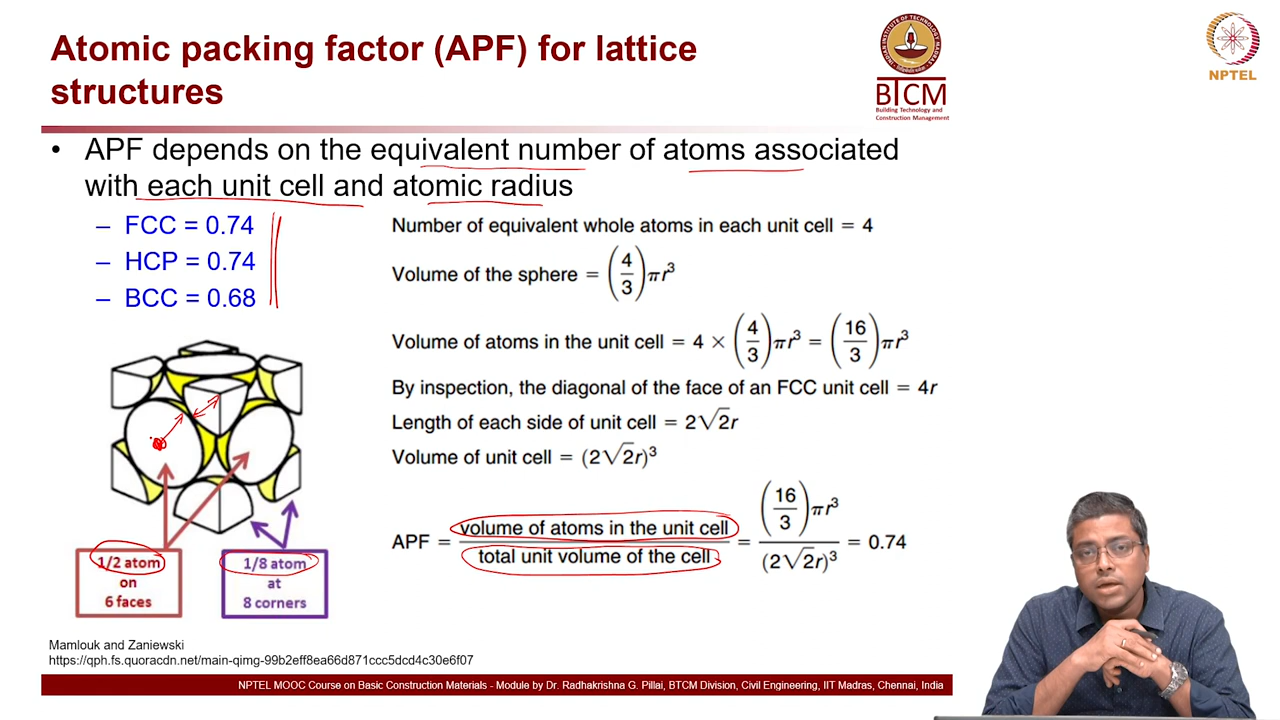 Atomic packing factor (APF) for lattice
structures
BTCM
Building Technology and
Construction Management
NPTEL
• APF depends on the equivalent number of atoms associated
with each unit cell and atomic radius
– FCC = 0.74
– HCP = 0.74
– BCC = 0.68
Number of equivalent whole atoms in each unit cell = 4
Volume of the sphere = (4/3)πr³
Volume of atoms in the unit cell = 4 × (4/3)πr³ = (16/3)πr³
By inspection, the diagonal of the face of an FCC unit cell = 4r
Length of each side of unit cell = 2√2r
Volume of unit cell = (2√2r)³
APF = volume of atoms in the unit cell / total unit volume of the cell = (16/3)πr³ / (2√2r)³ = 0.74
1/2 atom
on
6 faces
1/8 atom
at
8 corners
Mamlouk and Zaniewski
https://qph.fs.quoracdn.net/main-qimg-99b2eff8ea66d871ccc5dcd4c30e6f07
NPTEL MOOC Course on Basic Construction Materials - Module by Dr. Radhakrishna G. Pillai, BTCM Division, Civil Engineering, IIT Madras, Chennai, India